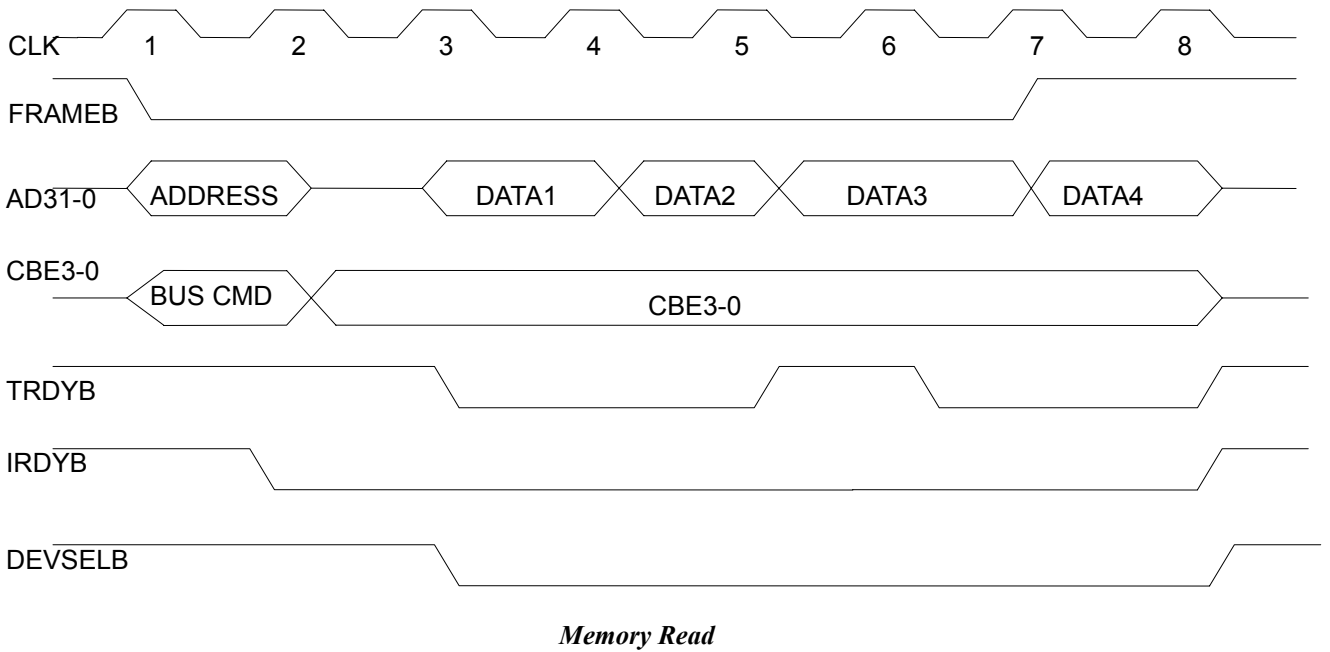 CLK 1 2 3 4 5 6 7 8
FRAMEB
AD31-0 ADDRESS DATA1 DATA2 DATA3 DATA4
CBE3-0 BUS CMD CBE3-0
TRDYB
IRDYB
DEVSELB
Memory Read